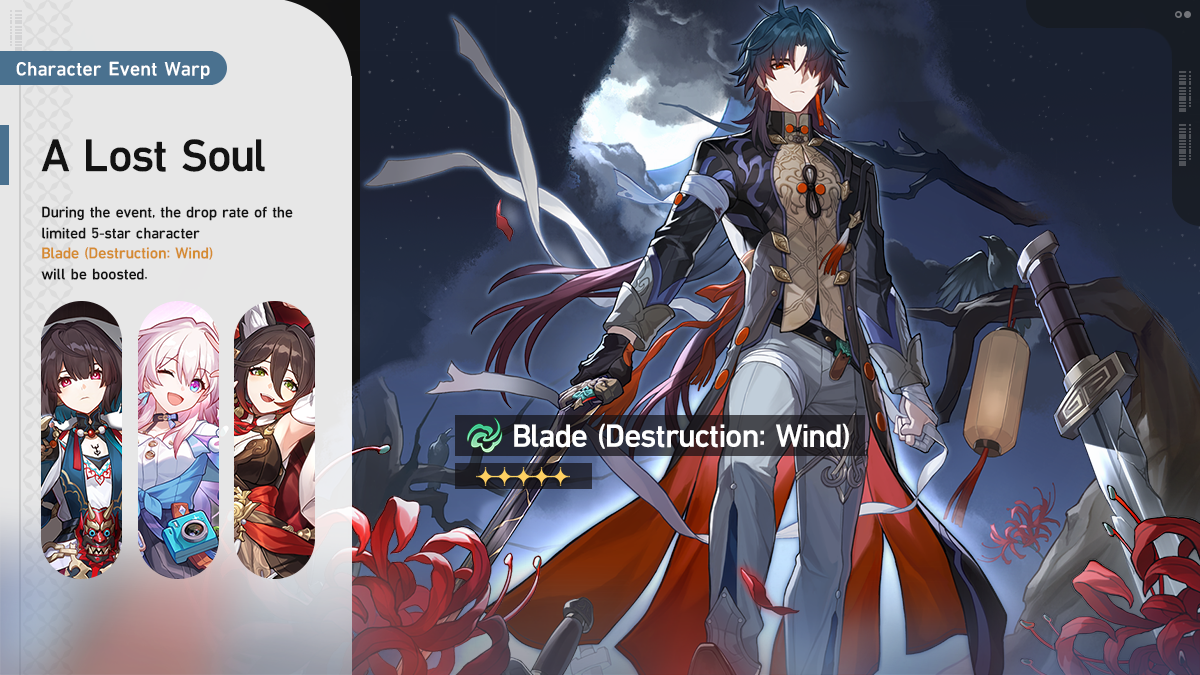 Character Event Warp
A Lost Soul
During the event, the drop rate of the
limited 5-star character
Blade (Destruction: Wind)
will be boosted.
Blade (Destruction: Wind)